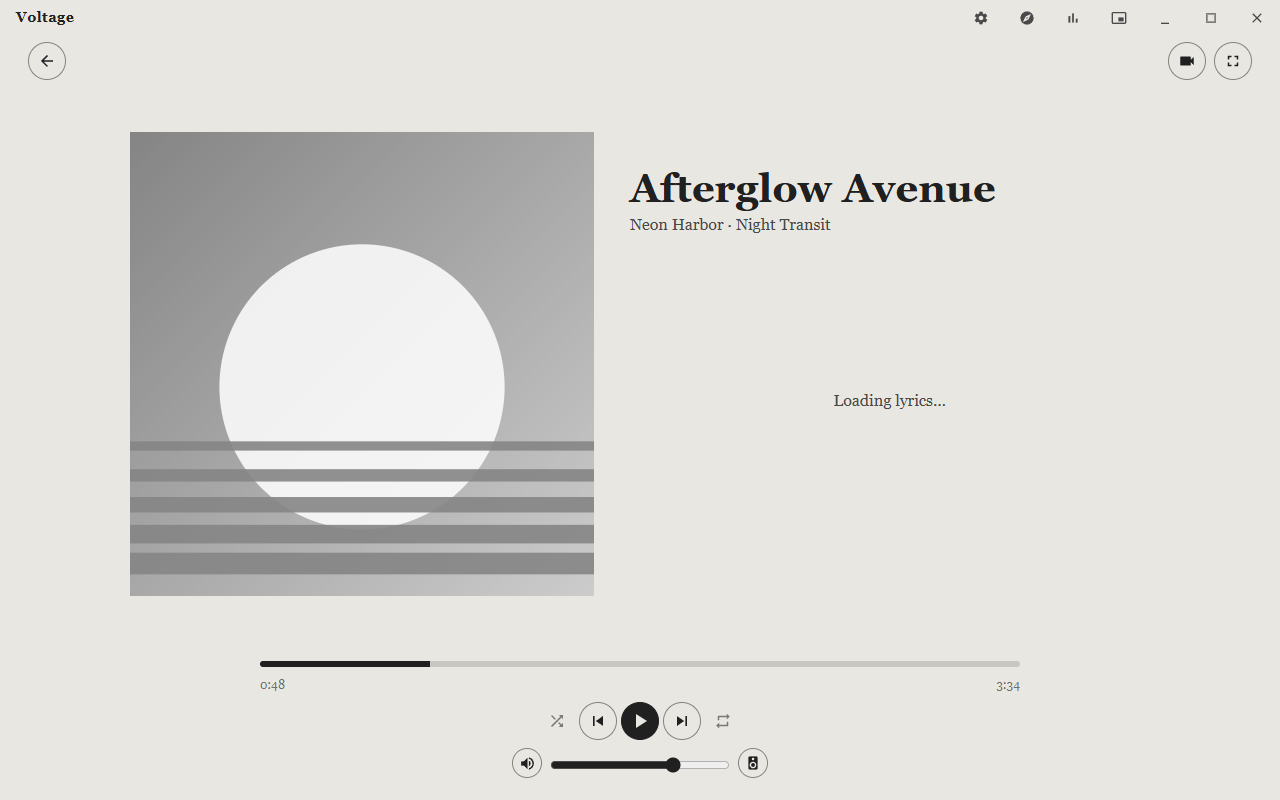 Voltage
Afterglow Avenue
Neon Harbor · Night Transit
Loading lyrics...
0:48
3:34